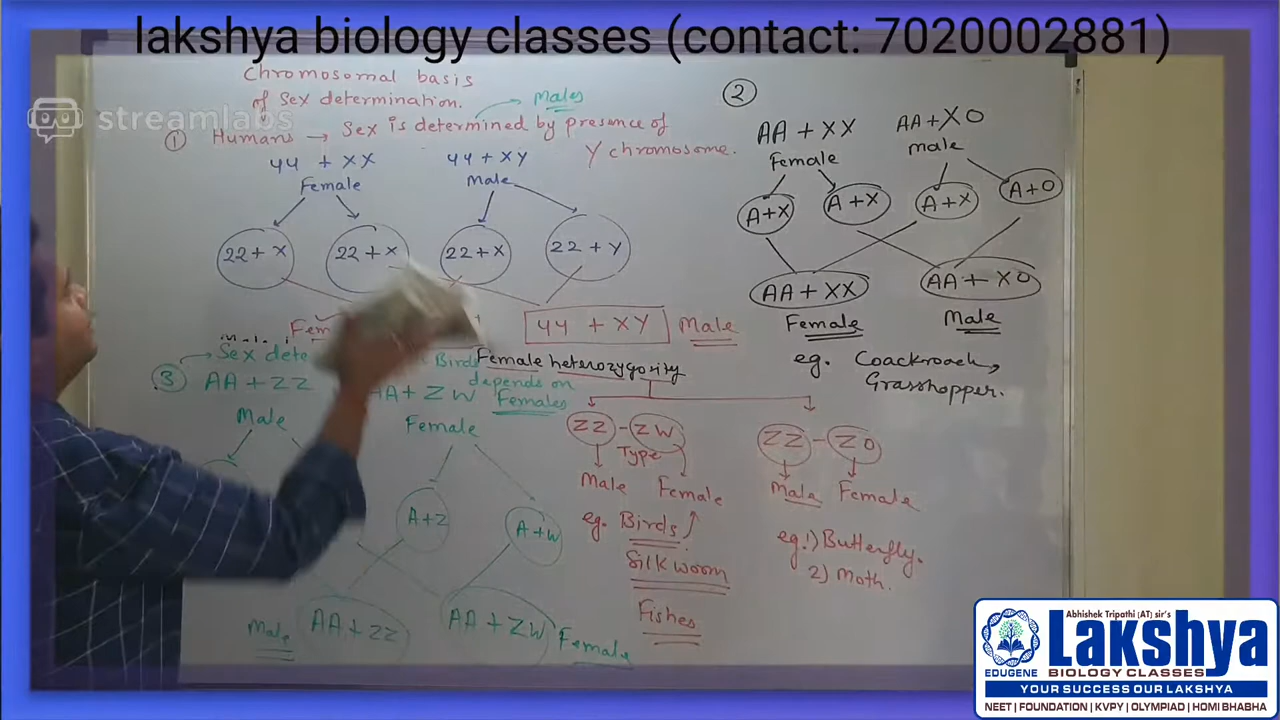 lakshya biology classes (contact: 7020002881)
streamlabs
Chromosomal basis
of Sex determination.
① Humans → Sex is determined by presence of
Y chromosome.
Males
44 + XX
Female
44 + XY
Male
22 + X
22 + X
22 + X
22 + Y
44 + XY
Male
②
AA + XX
Female
AA + XO
male
A + X
A + X
A + X
A + O
AA + XX
Female
AA + XO
Male
eg. Coackroach,
Grasshopper.
Sex dete
Birds
depends on
Females
③ AA + ZZ
Male
AA + ZW
Female
A + Z
A + W
Male
AA + ZZ
AA + ZW
Female
Female heterozygority
ZZ - ZW
Type
Male Female
eg. Birds
Silk worm
Fishes
ZZ - ZO
Male Female
eg. 1) Butterfly.
2) Moth.
Abhishek Tripathi (AT) sir's
Lakshya
EDUGENE BIOLOGY CLASSES
YOUR SUCCESS OUR LAKSHYA
NEET | FOUNDATION | KVPY | OLYMPIAD | HOMI BHABHA